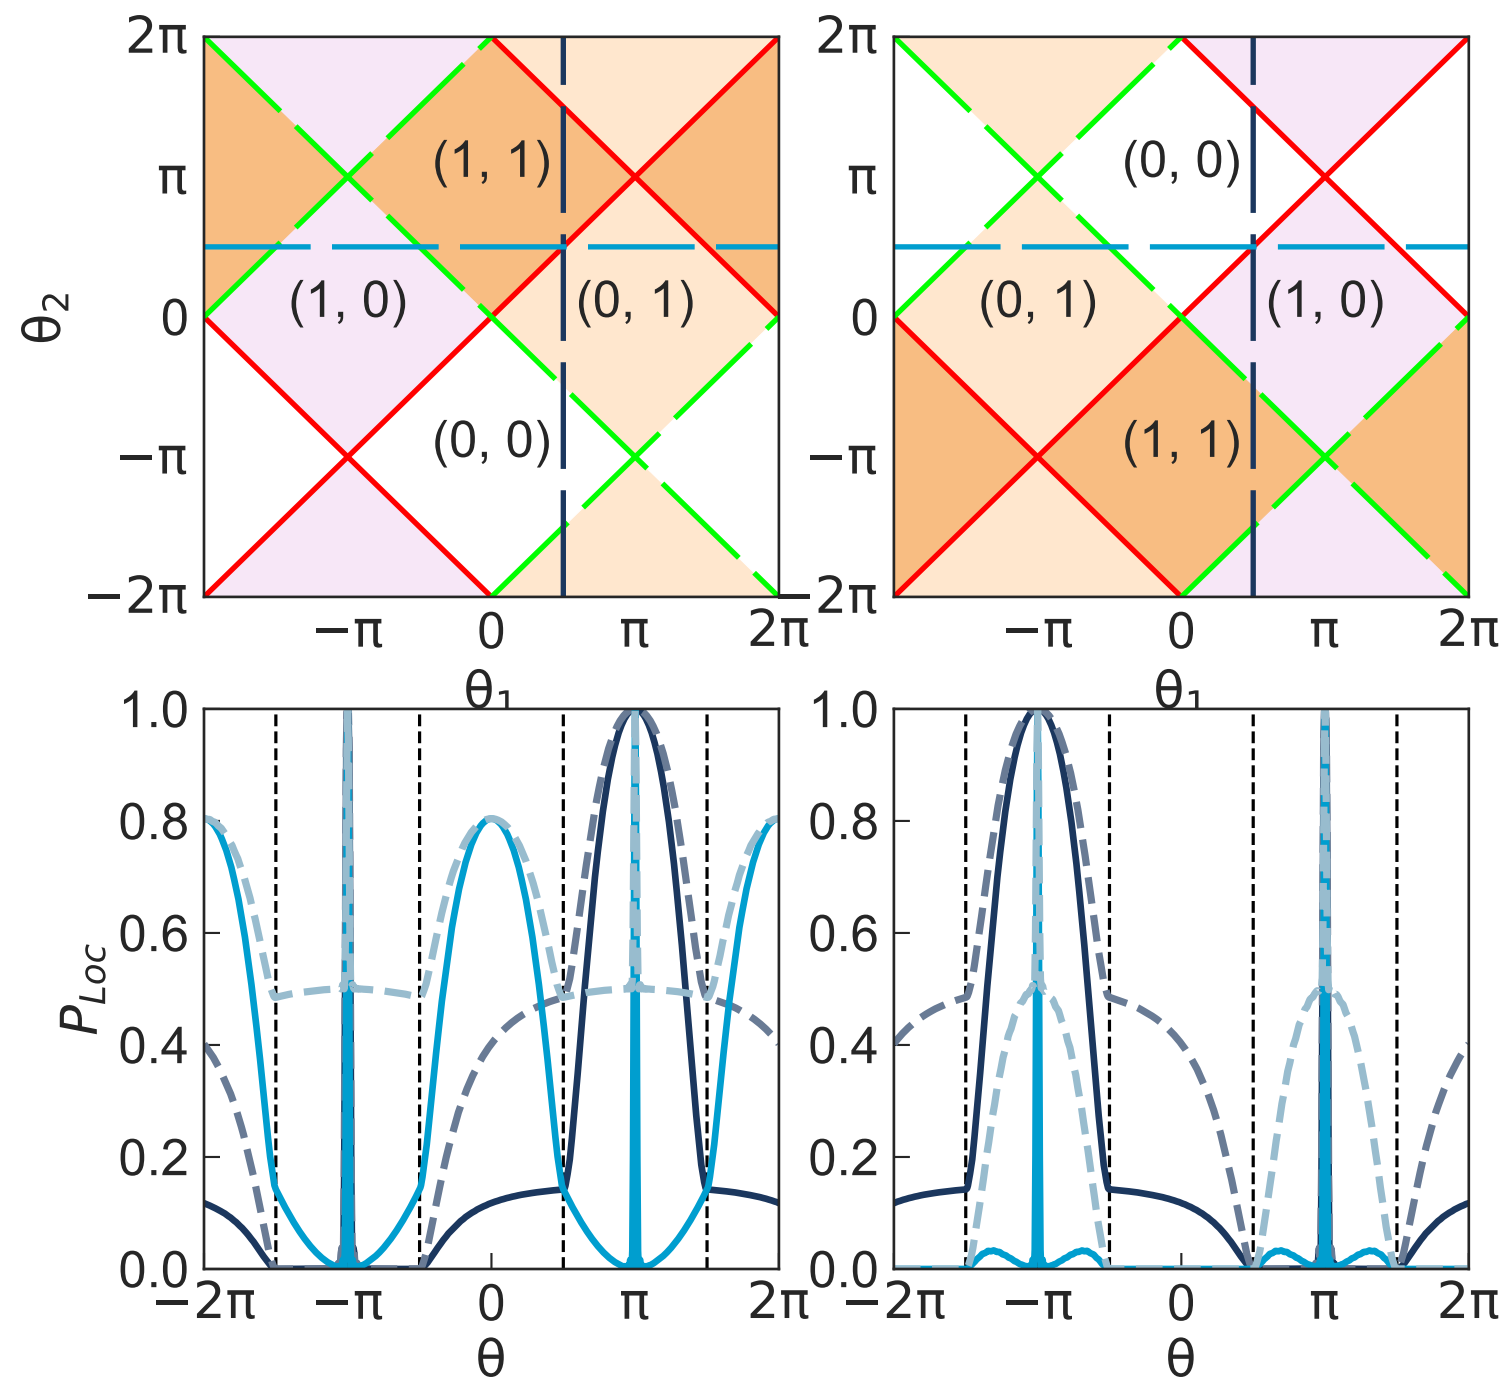 2π
π
0
−π
−2π
θ2
(1, 1)
(1, 0)
(0, 1)
(0, 0)
−π
0
π
2π
θ1
2π
π
0
−π
−2π
(0, 0)
(0, 1)
(1, 0)
(1, 1)
−π
0
π
2π
θ1
1.0
0.8
0.6
0.4
0.2
0.0
PLoc
−2π
−π
0
π
2π
θ
1.0
0.8
0.6
0.4
0.2
0.0
−2π
−π
0
π
2π
θ